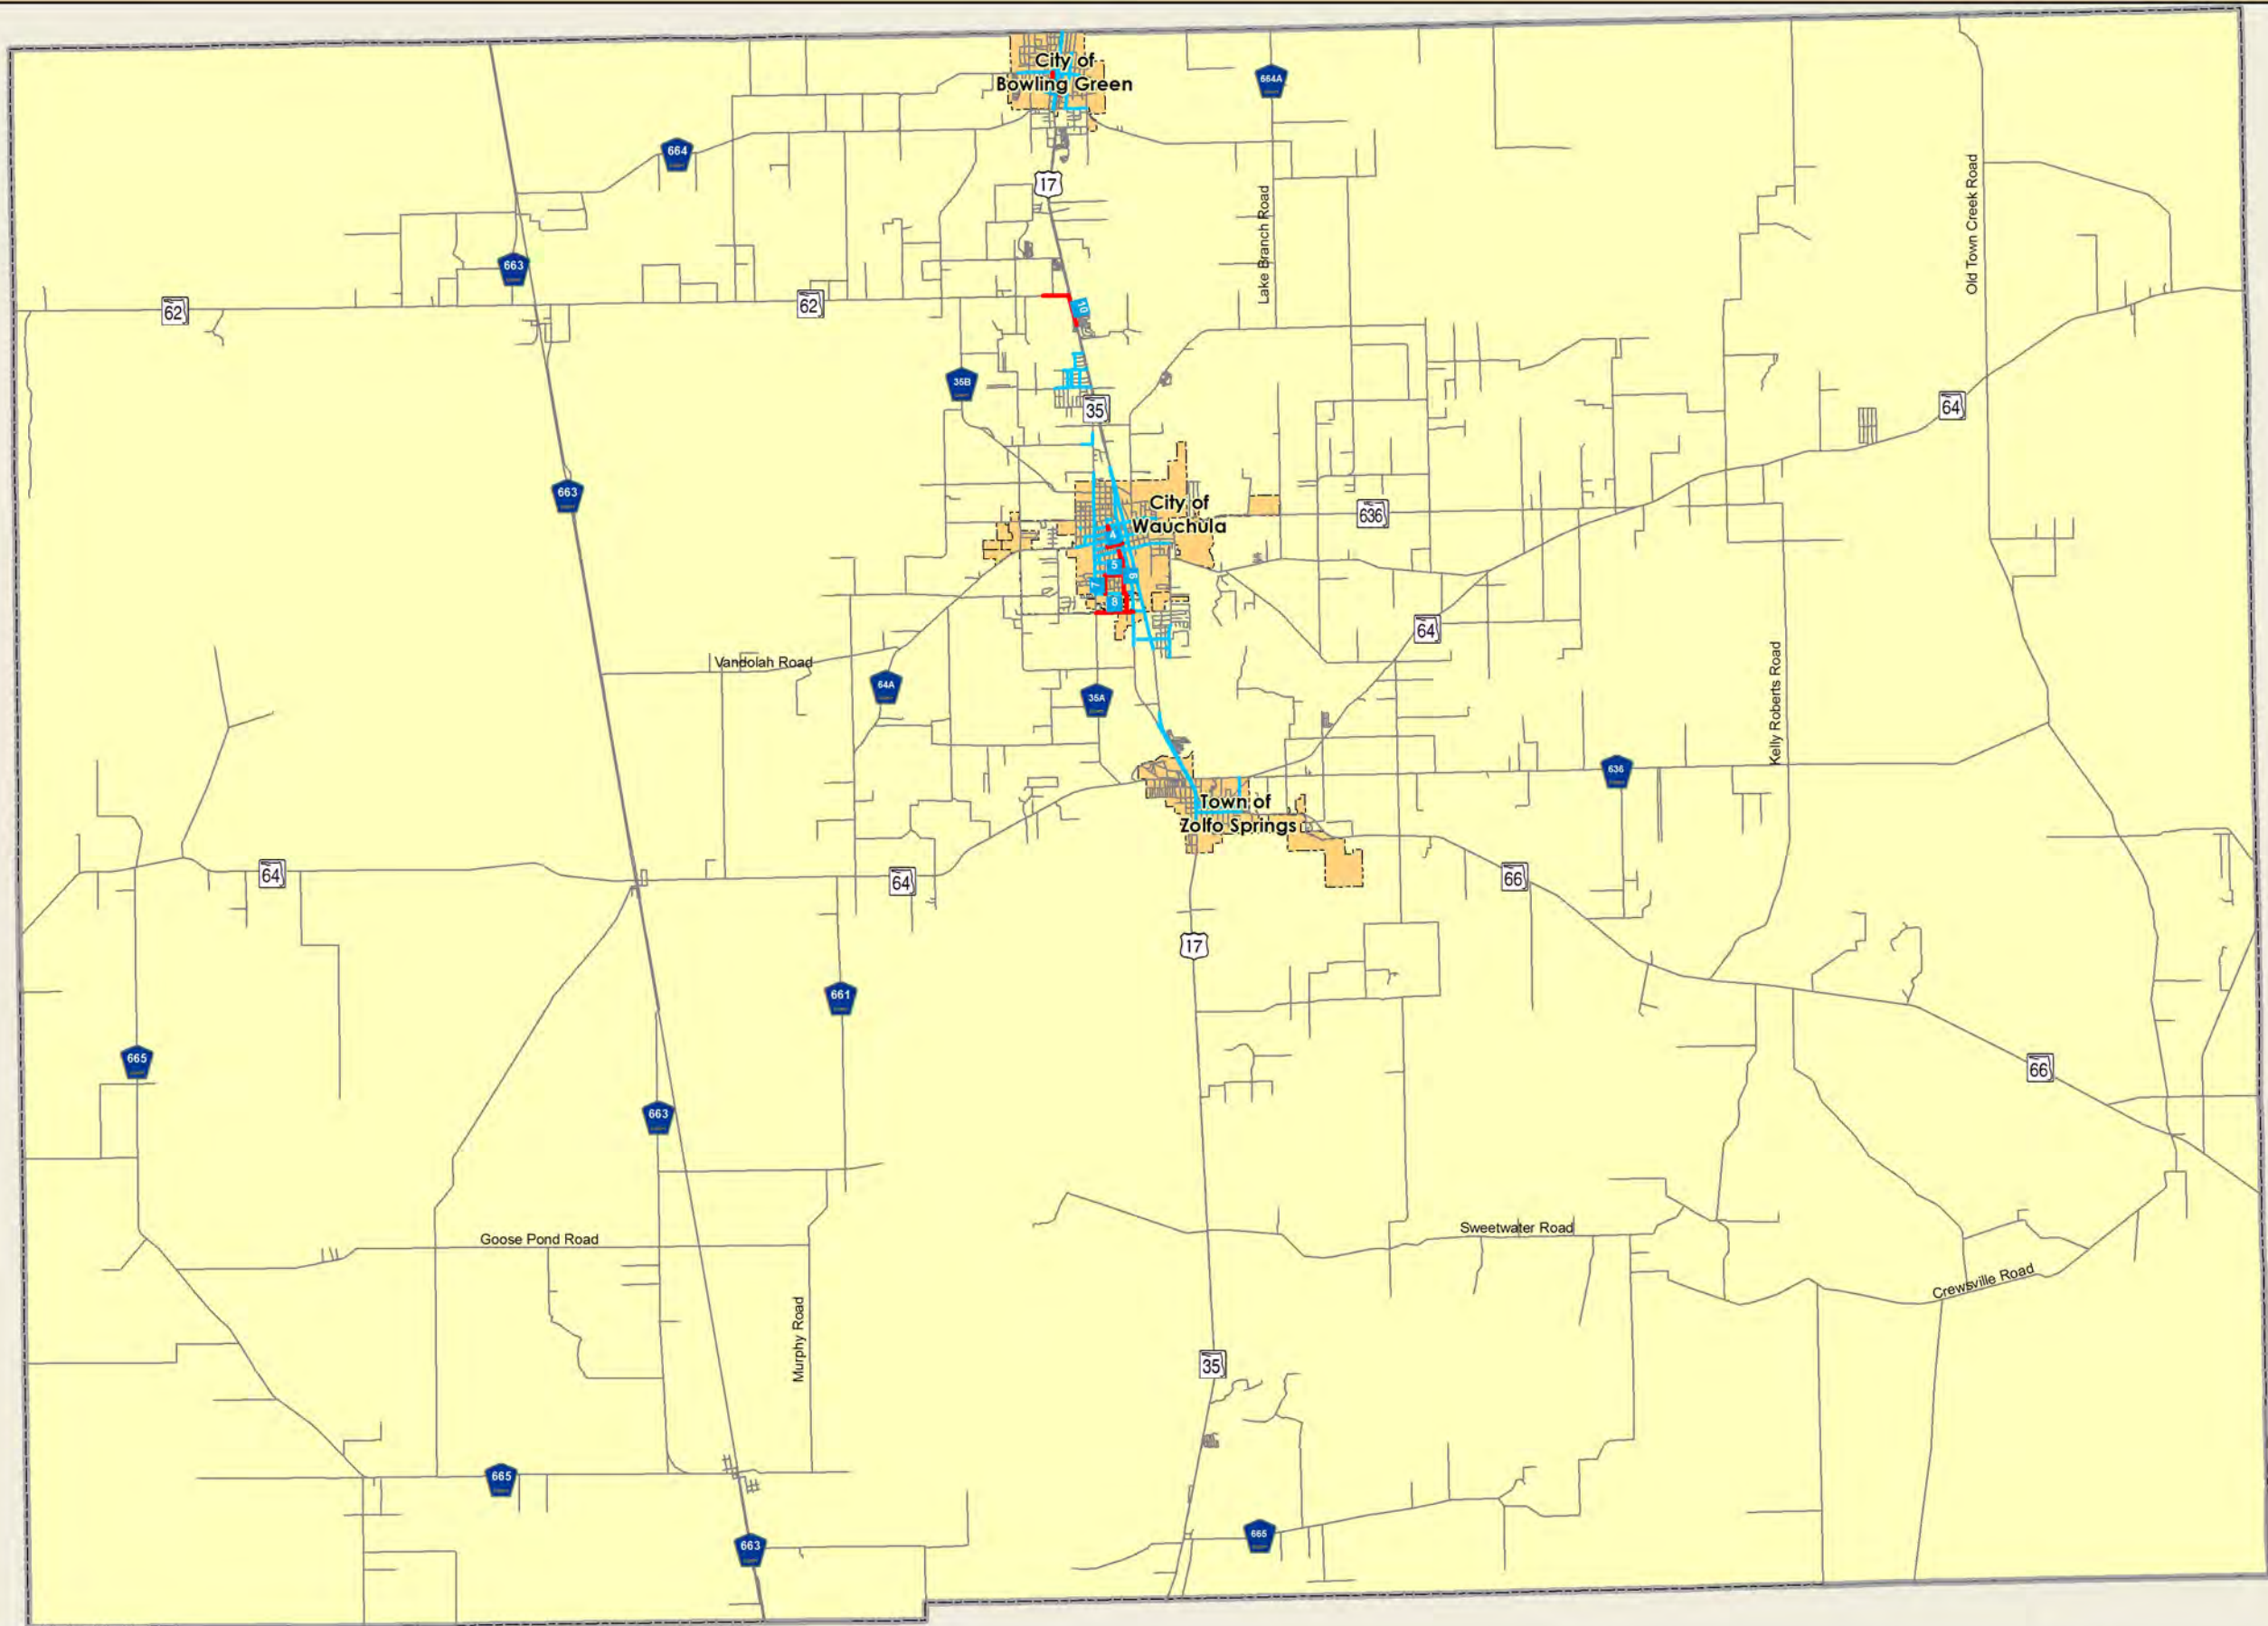 City of
Bowling Green
664A
664
17
Lake Branch Road
Old Town Creek Road
663
62
62
10
35B
35
64
663
City of
Wauchula
636
4
5
6
7
8
64
Vandolah Road
64A
35A
Kelly Roberts Road
636
Town of
Zolfo Springs
64
64
66
17
661
665
66
663
Goose Pond Road
Sweetwater Road
Crewsville Road
Murphy Road
35
665
665
663